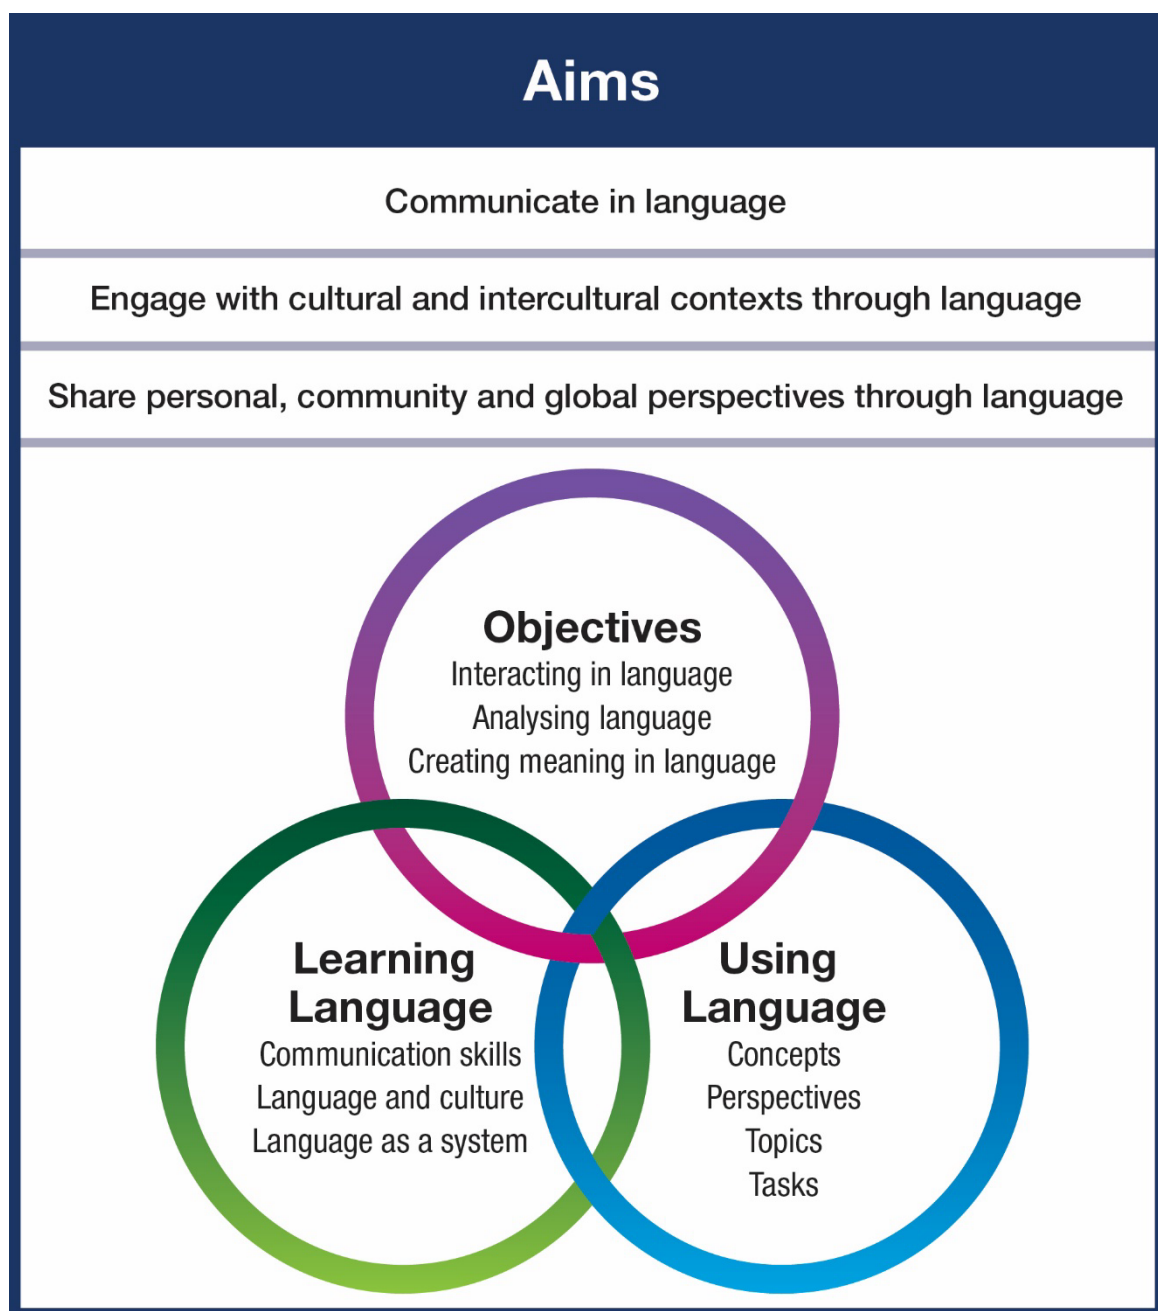 Aims
Communicate in language
Engage with cultural and intercultural contexts through language
Share personal, community and global perspectives through language
Objectives
Interacting in language
Analysing language
Creating meaning in language
Learning
Language
Communication skills
Language and culture
Language as a system
Using
Language
Concepts
Perspectives
Topics
Tasks